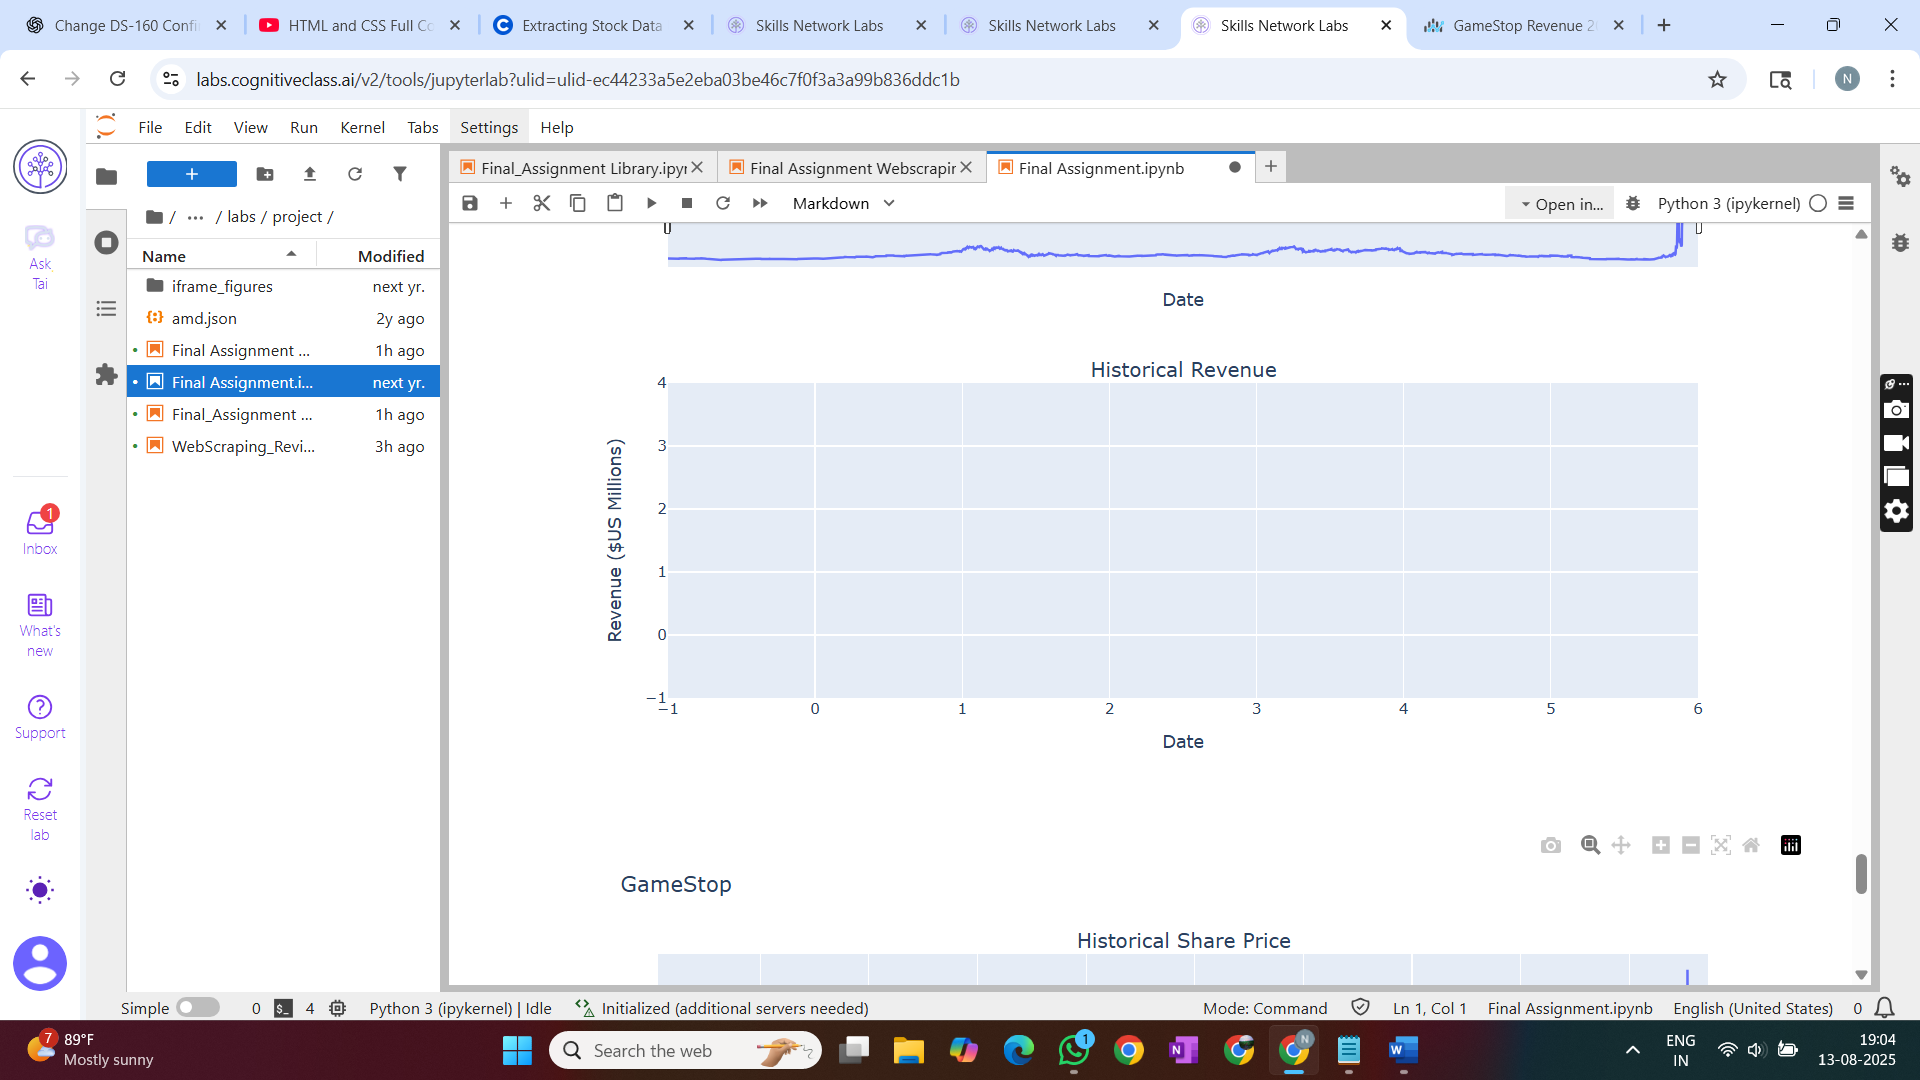 Change DS-160 Confi
HTML and CSS Full Co
Extracting Stock Data
Skills Network Labs
Skills Network Labs
Skills Network Labs
GameStop Revenue 2
labs.cognitiveclass.ai/v2/tools/jupyterlab?ulid=ulid-ec44233a5e2eba03be46c7f0f3a3a99b836ddc1b
N
File Edit View Run Kernel Tabs Settings Help
Ask
Tai
Inbox
1
What's
new
Support
Reset
lab
/ ... / labs / project /
Name Modified
iframe_figures next yr.
amd.json 2y ago
Final Assignment ... 1h ago
Final Assignment.i... next yr.
Final_Assignment ... 1h ago
WebScraping_Revi... 3h ago
Final_Assignment Library.ipyn
Final Assignment Webscrapin
Final Assignment.ipynb
Markdown
Open in...
Python 3 (ipykernel)
Date
Historical Revenue
Revenue ($US Millions)
4
3
2
1
0
−1
−1 0 1 2 3 4 5 6
Date
GameStop
Historical Share Price
Simple 0 4 Python 3 (ipykernel) | Idle Initialized (additional servers needed) Mode: Command Ln 1, Col 1 Final Assignment.ipynb English (United States) 0
7
89°F
Mostly sunny
Search the web
1
N
ENG
IN
19:04
13-08-2025